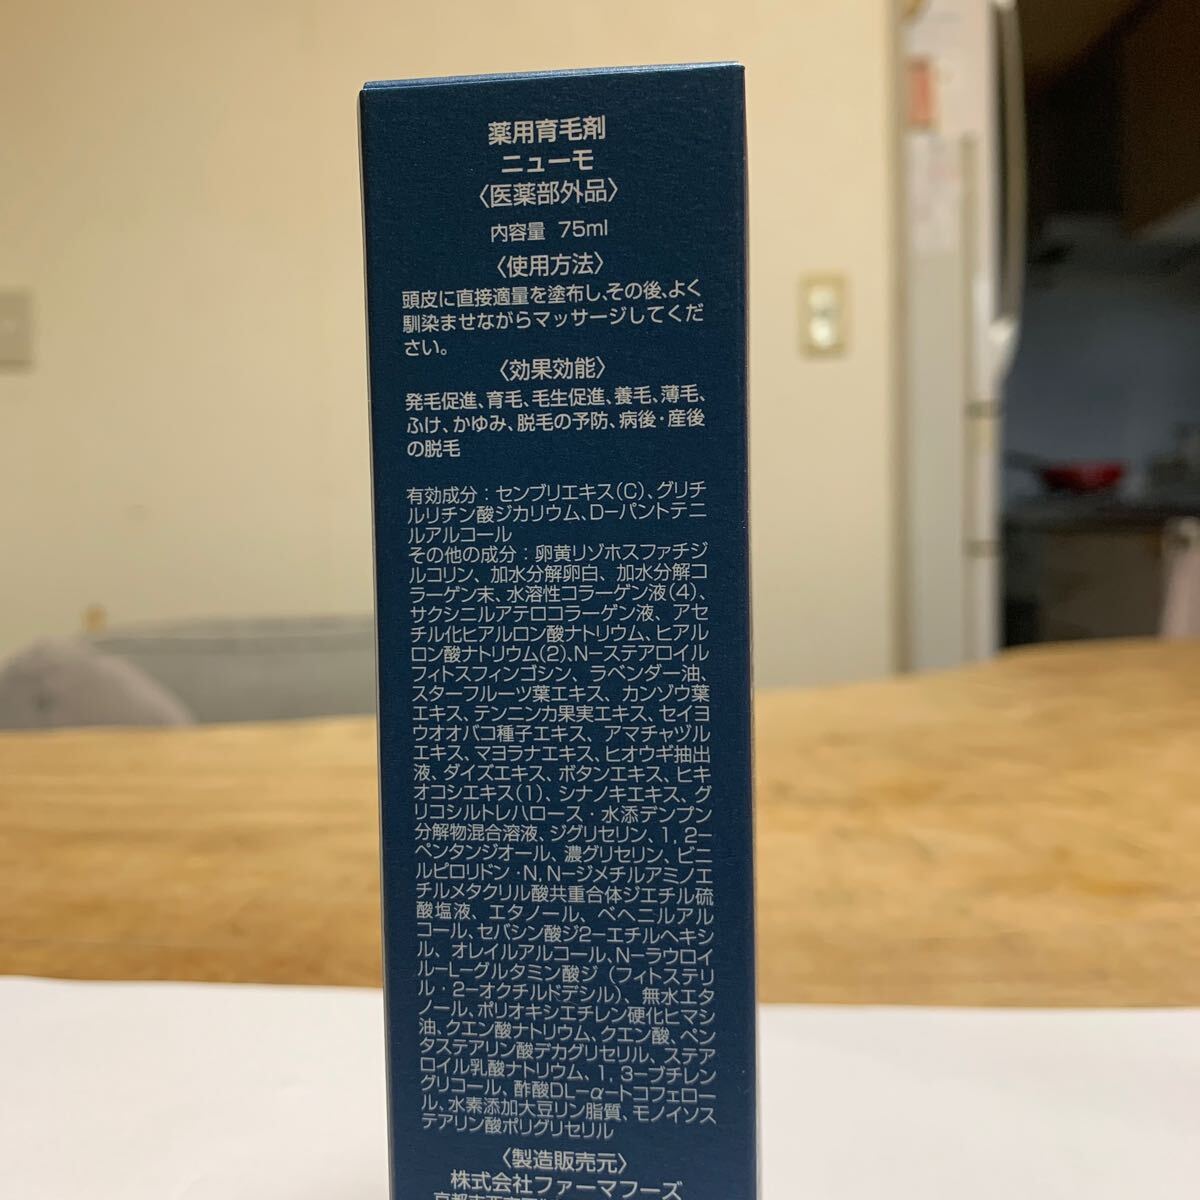 薬用育毛剤
ニューモ
〈医薬部外品〉
内容量 75ml
〈使用方法〉
頭皮に直接適量を塗布し、その後、よく
馴染ませながらマッサージしてくだ
さい。
〈効果効能〉
発毛促進、育毛、毛生促進、養毛、薄毛、
ふけ、かゆみ、脱毛の予防、病後・産後
の脱毛
有効成分：センブリエキス(C)、グリチ
ルリチン酸ジカリウム、D−パントテニ
ルアルコール
その他の成分：卵黄リゾホスファチジ
ルコリン、加水分解卵白、加水分解コ
ラーゲン末、水溶性コラーゲン液(4)、
サクシニルアテロコラーゲン液、アセ
チル化ヒアルロン酸ナトリウム、ヒアル
ロン酸ナトリウム(2)、N−ステアロイル
フィトスフィンゴシン、ラベンダー油、
スターフルーツ葉エキス、カンゾウ葉
エキス、テンニンカ果実エキス、セイヨ
ウオオバコ種子エキス、アマチャヅル
エキス、マヨラナエキス、ヒオウギ抽出
液、ダイズエキス、ボタンエキス、ヒキ
オコシエキス(1)、シナノキエキス、グ
リコシルトレハロース・水添デンプン
分解物混合溶液、ジグリセリン、1,2−
ペンタンジオール、濃グリセリン、ビニ
ルピロリドン・N,N−ジメチルアミノエ
チルメタクリル酸共重合体ジエチル硫
酸塩液、エタノール、ベヘニルアル
コール、セバシン酸ジ2−エチルヘキシ
ル、オレイルアルコール、N−ラウロイ
ル−L−グルタミン酸ジ(フィトステリ
ル・2−オクチルドデシル)、無水エタ
ノール、ポリオキシエチレン硬化ヒマシ
油、クエン酸ナトリウム、クエン酸、ペン
タステアリン酸デカグリセリル、ステア
ロイル乳酸ナトリウム、1,3−ブチレン
グリコール、酢酸DL−α−トコフェロー
ル、水素添加大豆リン脂質、モノイソス
テアリン酸ポリグリセリル
〈製造販売元〉
株式会社ファーマフーズ